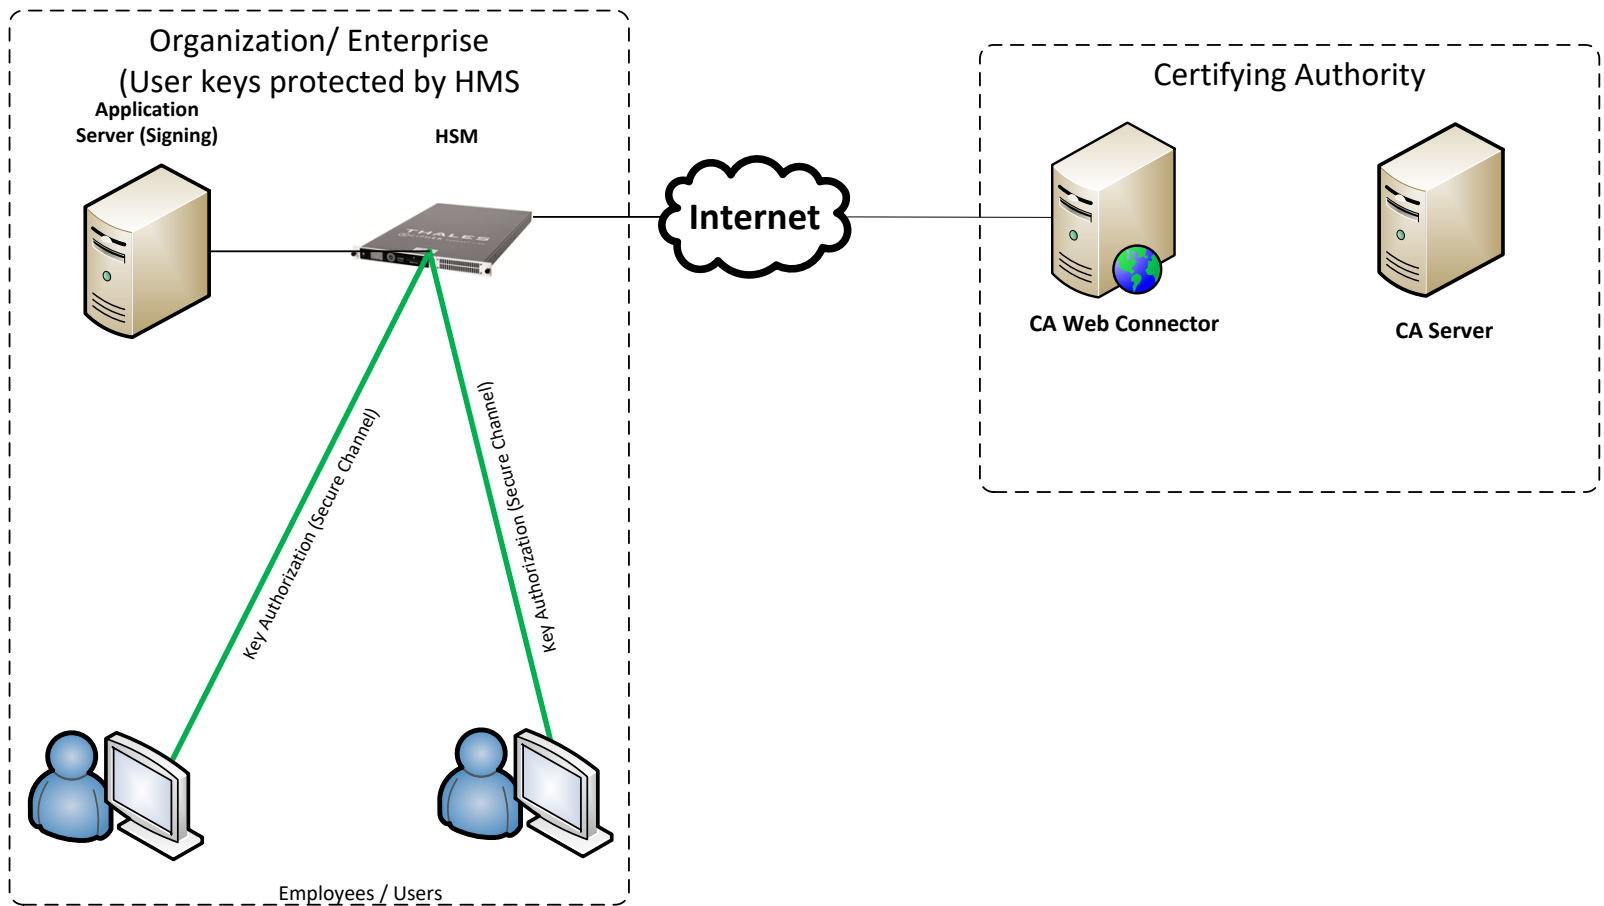 Organization/ Enterprise
(User keys protected by HMS
Application
Server (Signing)
HSM
THALES
Key Authorization (Secure Channel)
Key Authorization (Secure Channel)
Employees / Users
Internet
Certifying Authority
CA Web Connector
CA Server